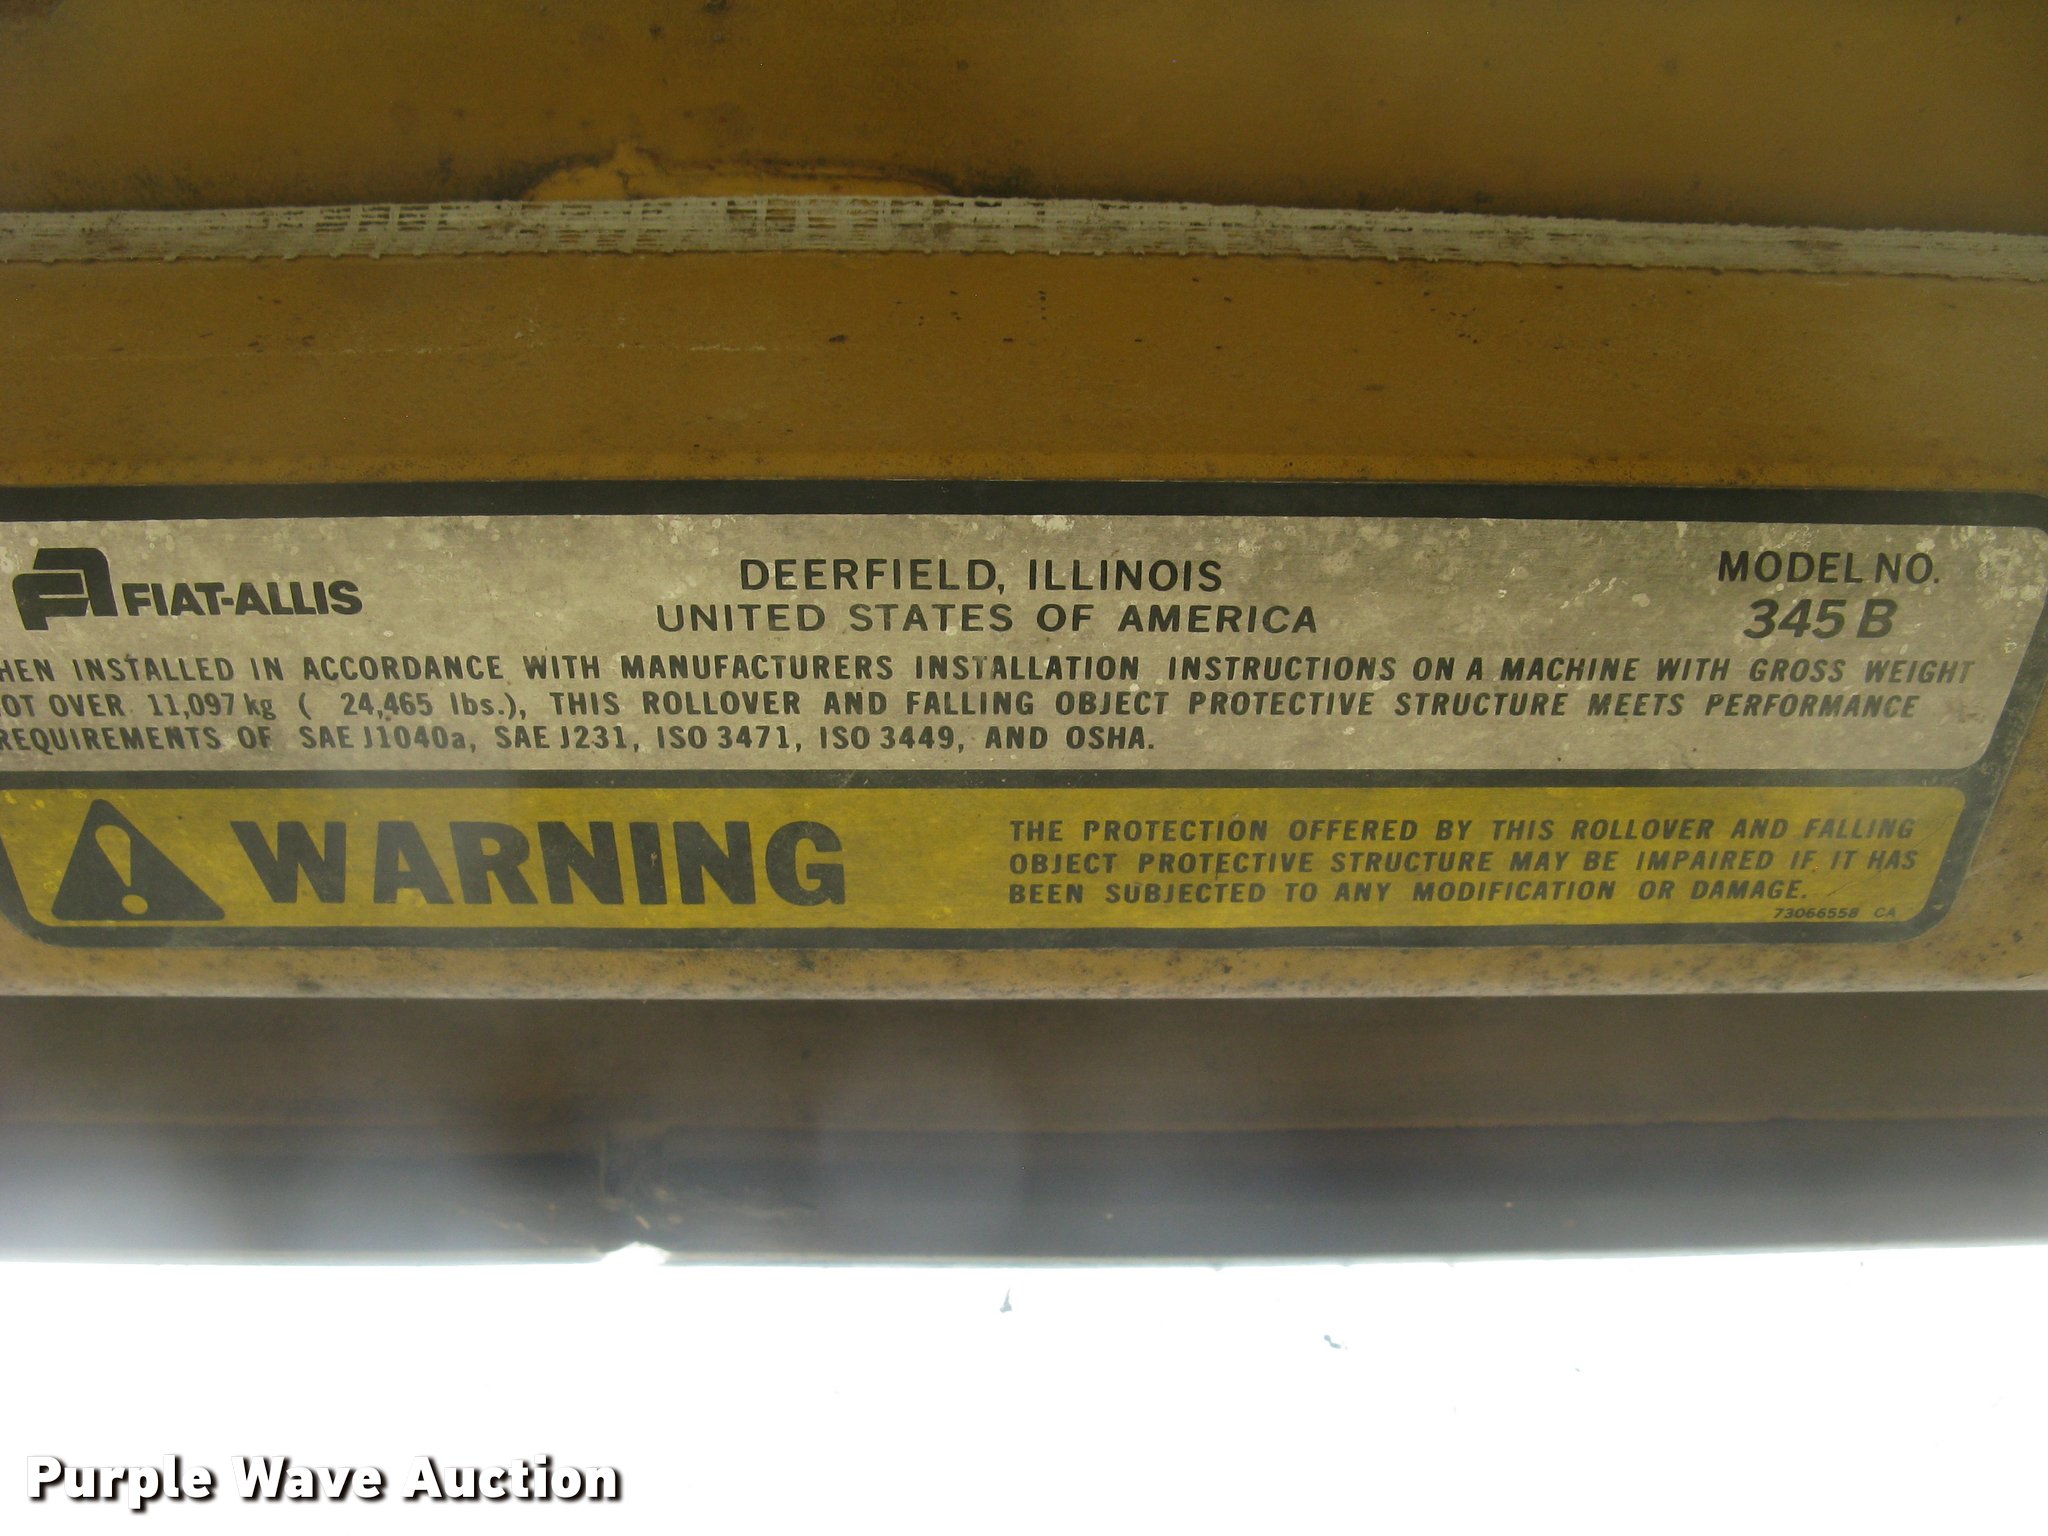 FIAT-ALLIS
DEERFIELD, ILLINOIS
UNITED STATES OF AMERICA
MODEL NO.
345 B
HEN INSTALLED IN ACCORDANCE WITH MANUFACTURERS INSTALLATION INSTRUCTIONS ON A MACHINE WITH GROSS WEIGHT
OT OVER 11,097 kg ( 24,465 lbs.), THIS ROLLOVER AND FALLING OBJECT PROTECTIVE STRUCTURE MEETS PERFORMANCE
REQUIREMENTS OF SAE J1040a, SAE J231, ISO 3471, ISO 3449, AND OSHA.
WARNING
THE PROTECTION OFFERED BY THIS ROLLOVER AND FALLING
OBJECT PROTECTIVE STRUCTURE MAY BE IMPAIRED IF IT HAS
BEEN SUBJECTED TO ANY MODIFICATION OR DAMAGE.
73066558 CA
Purple Wave Auction